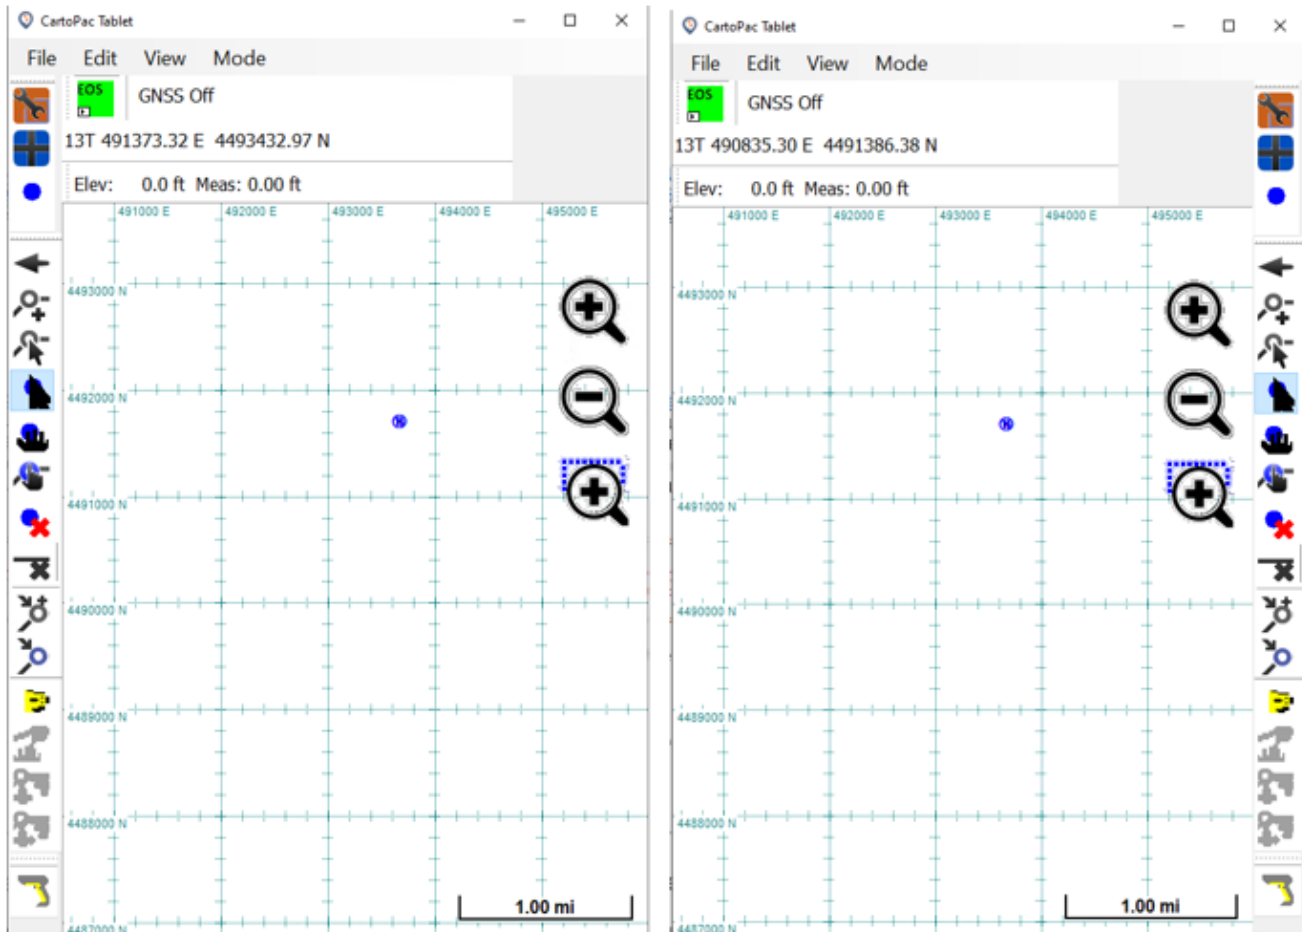 CartoPac Tablet
File Edit View Mode
EOS
GNSS Off
13T 491373.32 E 4493432.97 N
Elev: 0.0 ft Meas: 0.00 ft
491000 E 492000 E 493000 E 494000 E 495000 E
4493000 N
4492000 N
4491000 N
4490000 N
4489000 N
4488000 N
4487000 N
1.00 mi
CartoPac Tablet
File Edit View Mode
EOS
GNSS Off
13T 490835.30 E 4491386.38 N
Elev: 0.0 ft Meas: 0.00 ft
491000 E 492000 E 493000 E 494000 E 495000 E
4493000 N
4492000 N
4491000 N
4490000 N
4489000 N
4488000 N
4487000 N
1.00 mi